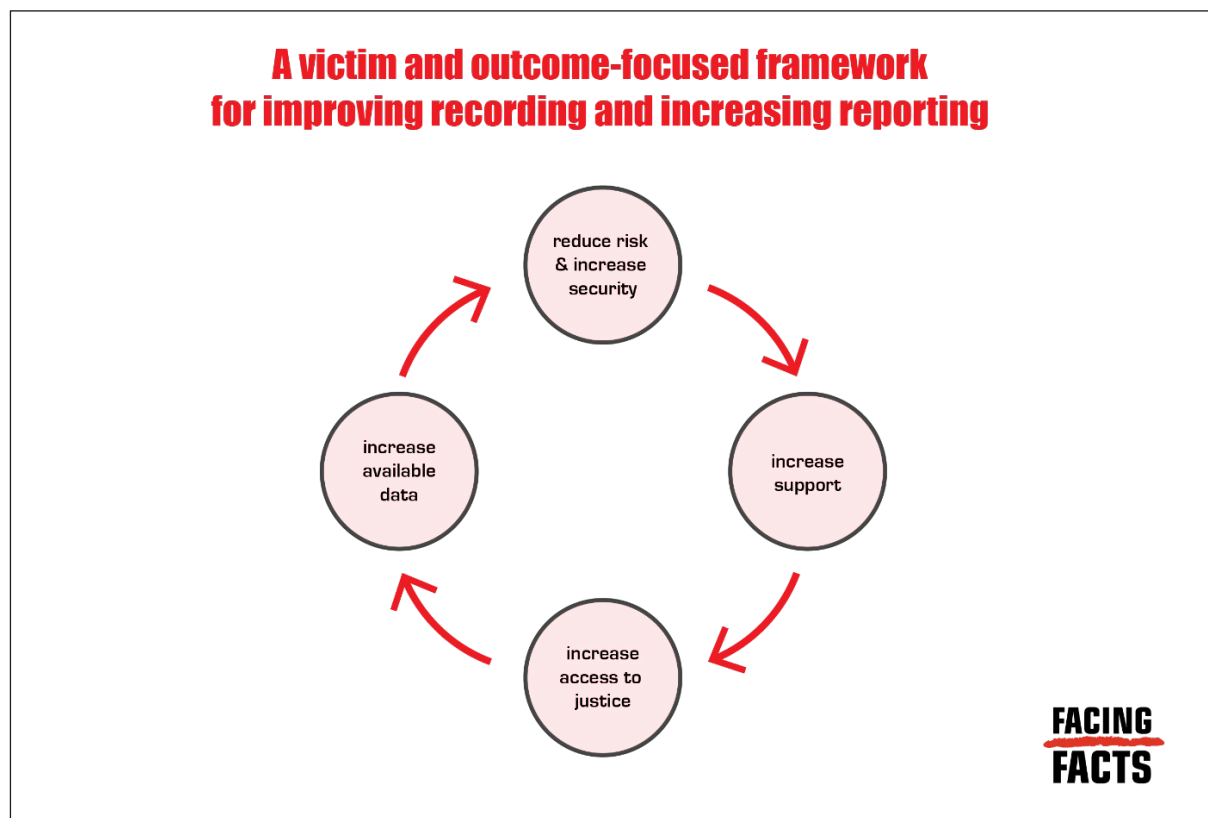 A victim and outcome-focused framework
for improving recording and increasing reporting
reduce risk
& increase
security
increase
support
increase
access to
justice
increase
available
data
FACING
FACTS